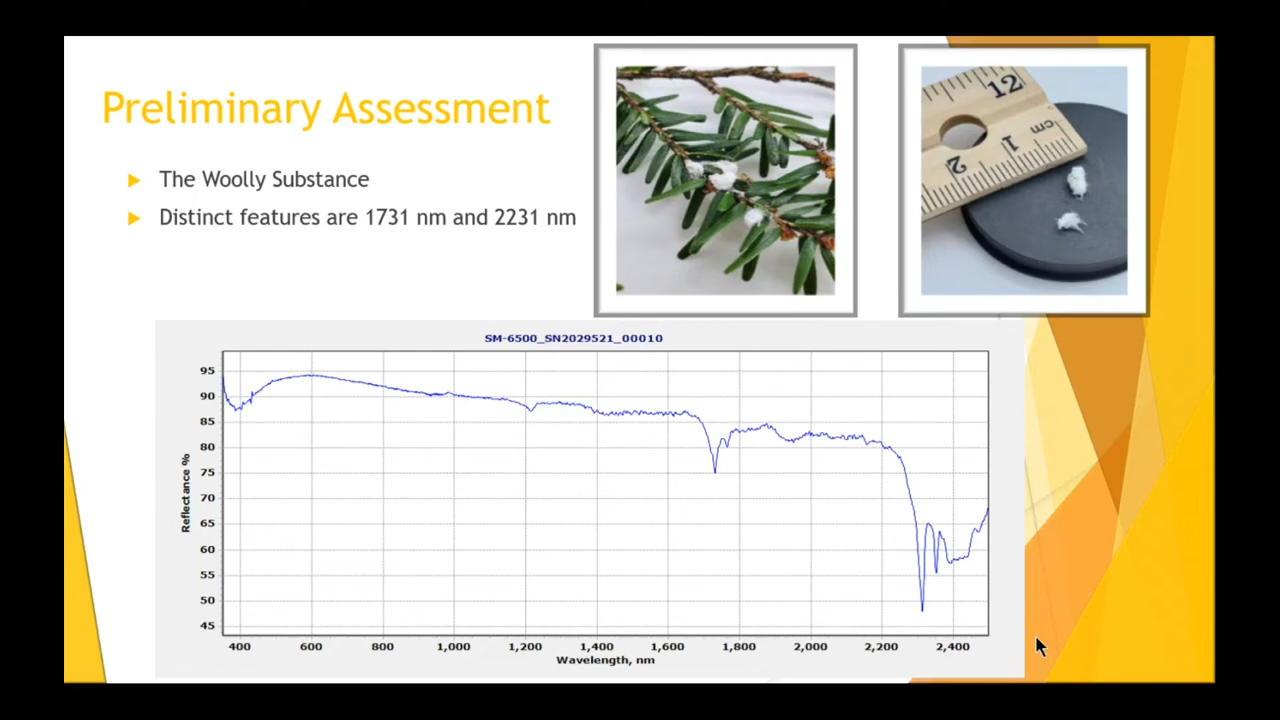 Preliminary Assessment
The Woolly Substance
Distinct features are 1731 nm and 2231 nm
12
cm
1
2
SM-6500_SN2029521_00010
95
90
85
80
75
70
65
60
55
50
45
Reflectance %
400 600 800 1,000 1,200 1,400 1,600 1,800 2,000 2,200 2,400
Wavelength, nm